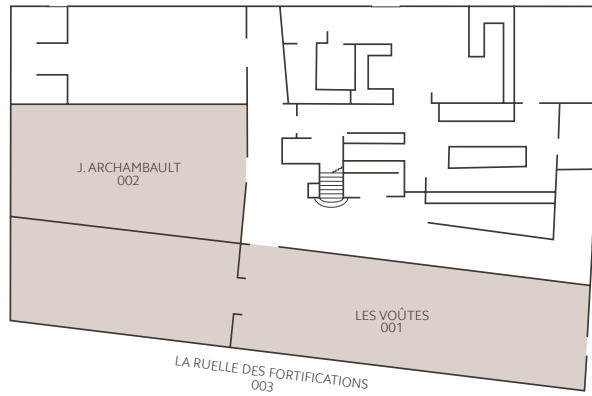 J. ARCHAMBAULT
002
LES VOÛTES
001
LA RUELLE DES FORTIFICATIONS
003